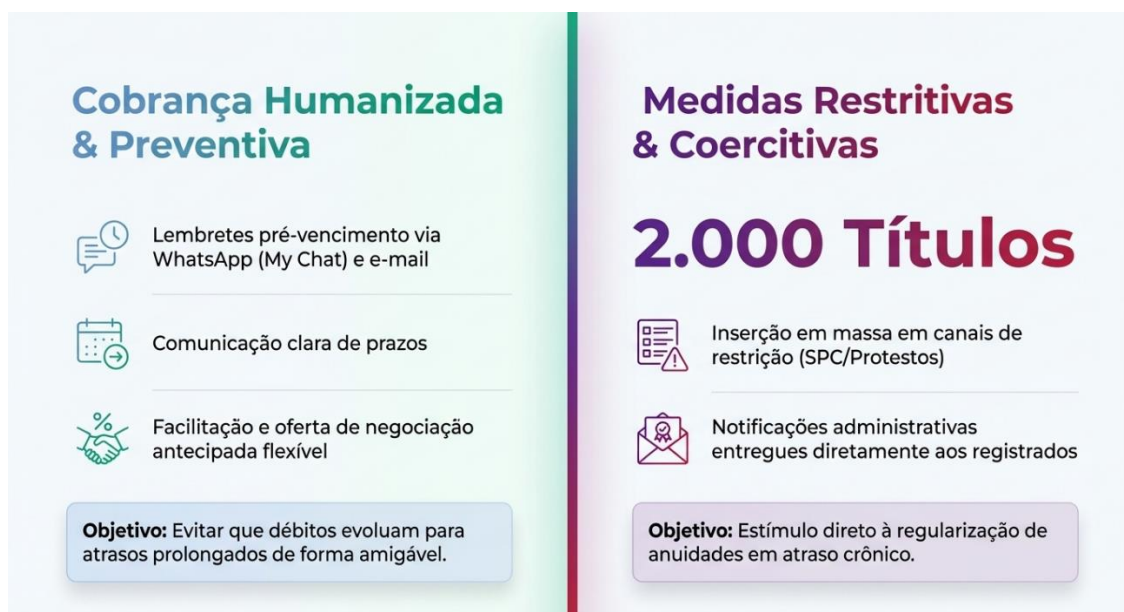 Cobrança Humanizada
& Preventiva
Lembretes pré-vencimento via
WhatsApp (My Chat) e e-mail
Comunicação clara de prazos
Facilitação e oferta de negociação
antecipada flexível
Objetivo: Evitar que débitos evoluam para
atrasos prolongados de forma amigável.
Medidas Restritivas
& Coercitivas
2.000 Títulos
Inserção em massa em canais de
restrição (SPC/Protestos)
Notificações administrativas
entregues diretamente aos registrados
Objetivo: Estímulo direto à regularização de
anuidades em atraso crônico.